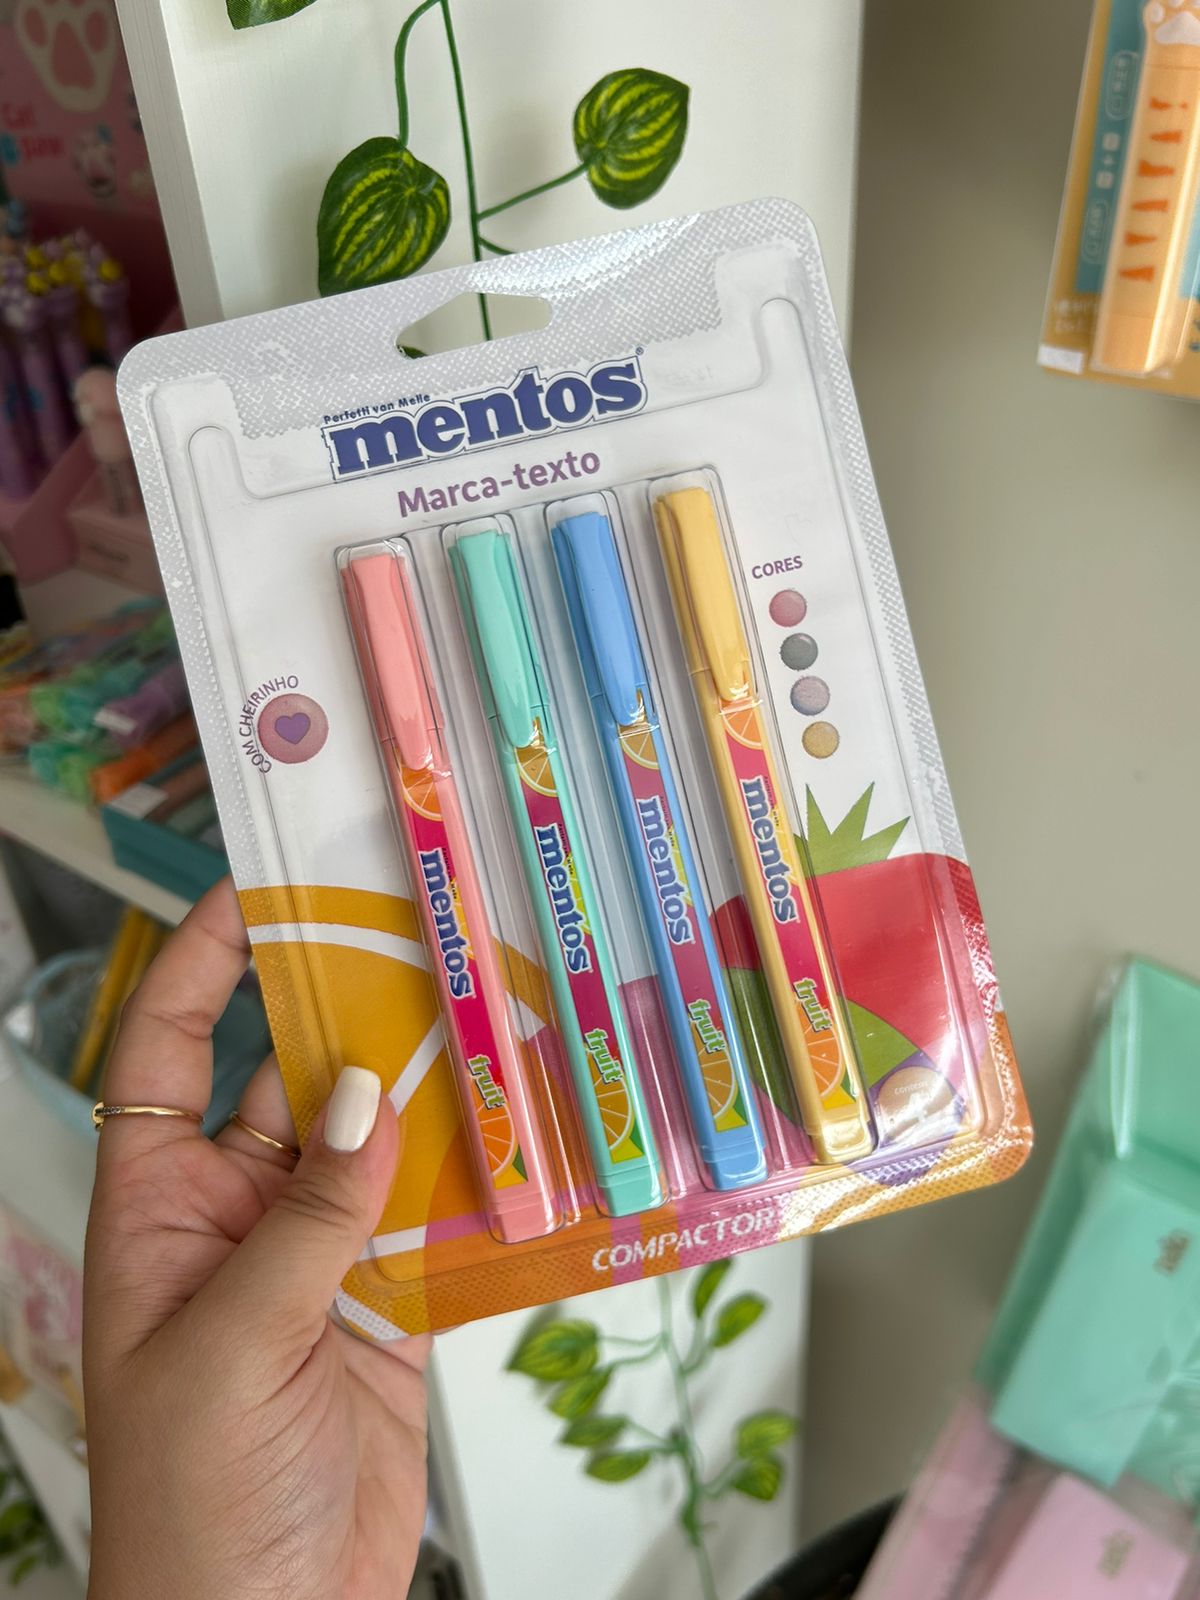 Perfetti van Melle
mentos
Marca-texto
CORES
COM CHEIRINHO
mentos
fruit
mentos
fruit
mentos
fruit
mentos
fruit
COMPACTOR